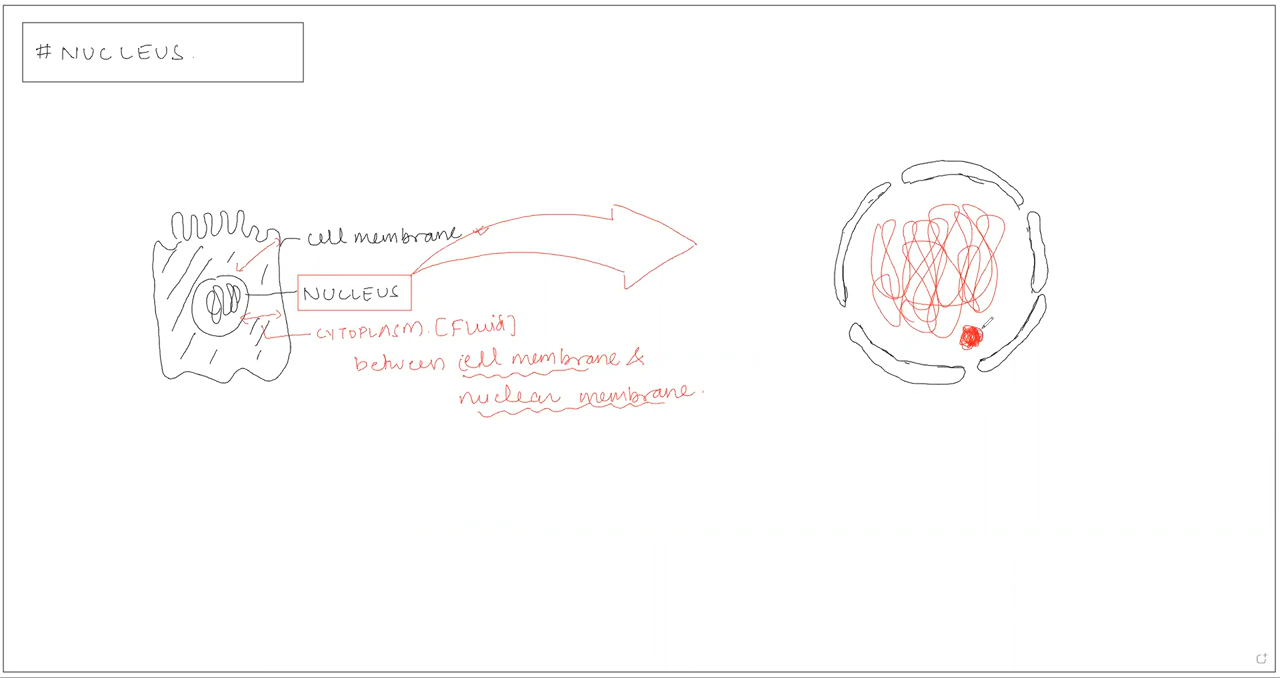 # NUCLEUS.
cell membrane
NUCLEUS
CYTOPLASM. [Fluid]
between cell membrane &
nuclear membrane.